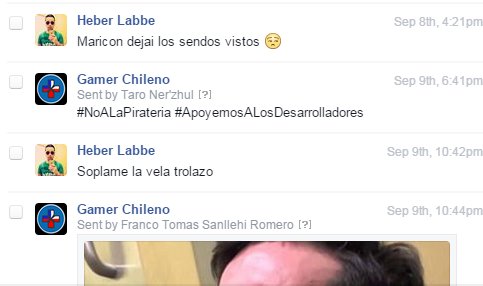 Heber Labbe
Sep 8th, 4:21pm
Maricon dejai los sendos vistos
Gamer Chileno
Sep 9th, 6:41pm
Sent by Taro Ner'zhul [?]
#NoALaPirateria #ApoyemosALosDesarrolladores
Heber Labbe
Sep 9th, 10:42pm
Soplame la vela trolazo
Gamer Chileno
Sep 9th, 10:44pm
Sent by Franco Tomas Sanllehi Romero [?]